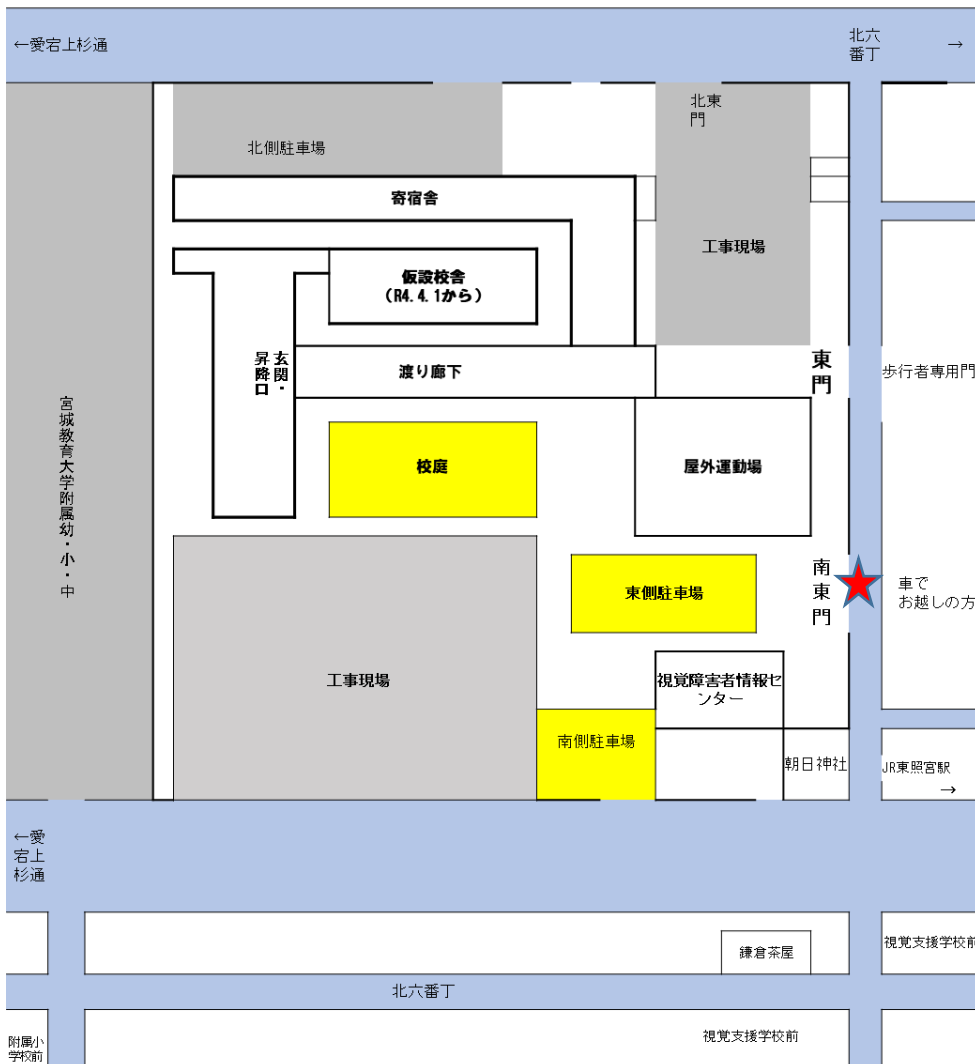 ←愛宕上杉通
北六
番丁
→
北東
門
北側駐車場
寄宿舎
工事現場
仮設校舎
(R4.4.1から)
玄関・
昇降口
渡り廊下
東
門
歩行者専用門
宮城教育大学附属幼・小・中
校庭
屋外運動場
南
東
門
車で
お越しの方
東側駐車場
工事現場
視覚障害者情報セ
ンター
南側駐車場
朝日神社
JR東照宮駅
→
←愛
宕上
杉通
鎌倉茶屋
視覚支援学校前
北六番丁
附属小
学校前
視覚支援学校前